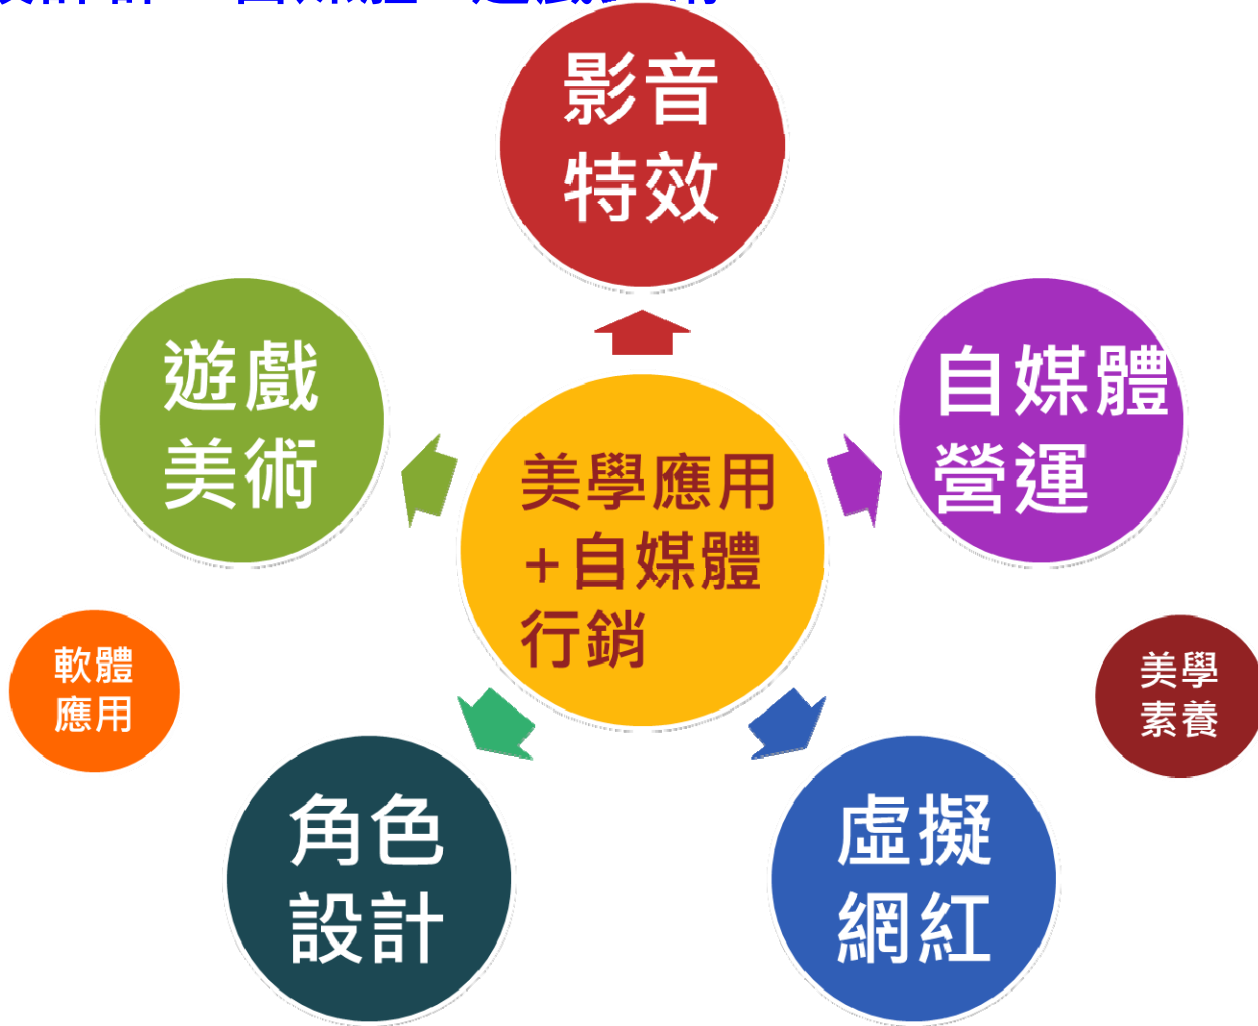 影音
特效
遊戲
美術
自媒體
營運
美學應用
+自媒體
行銷
軟體
應用
美學
素養
角色
設計
虛擬
網紅